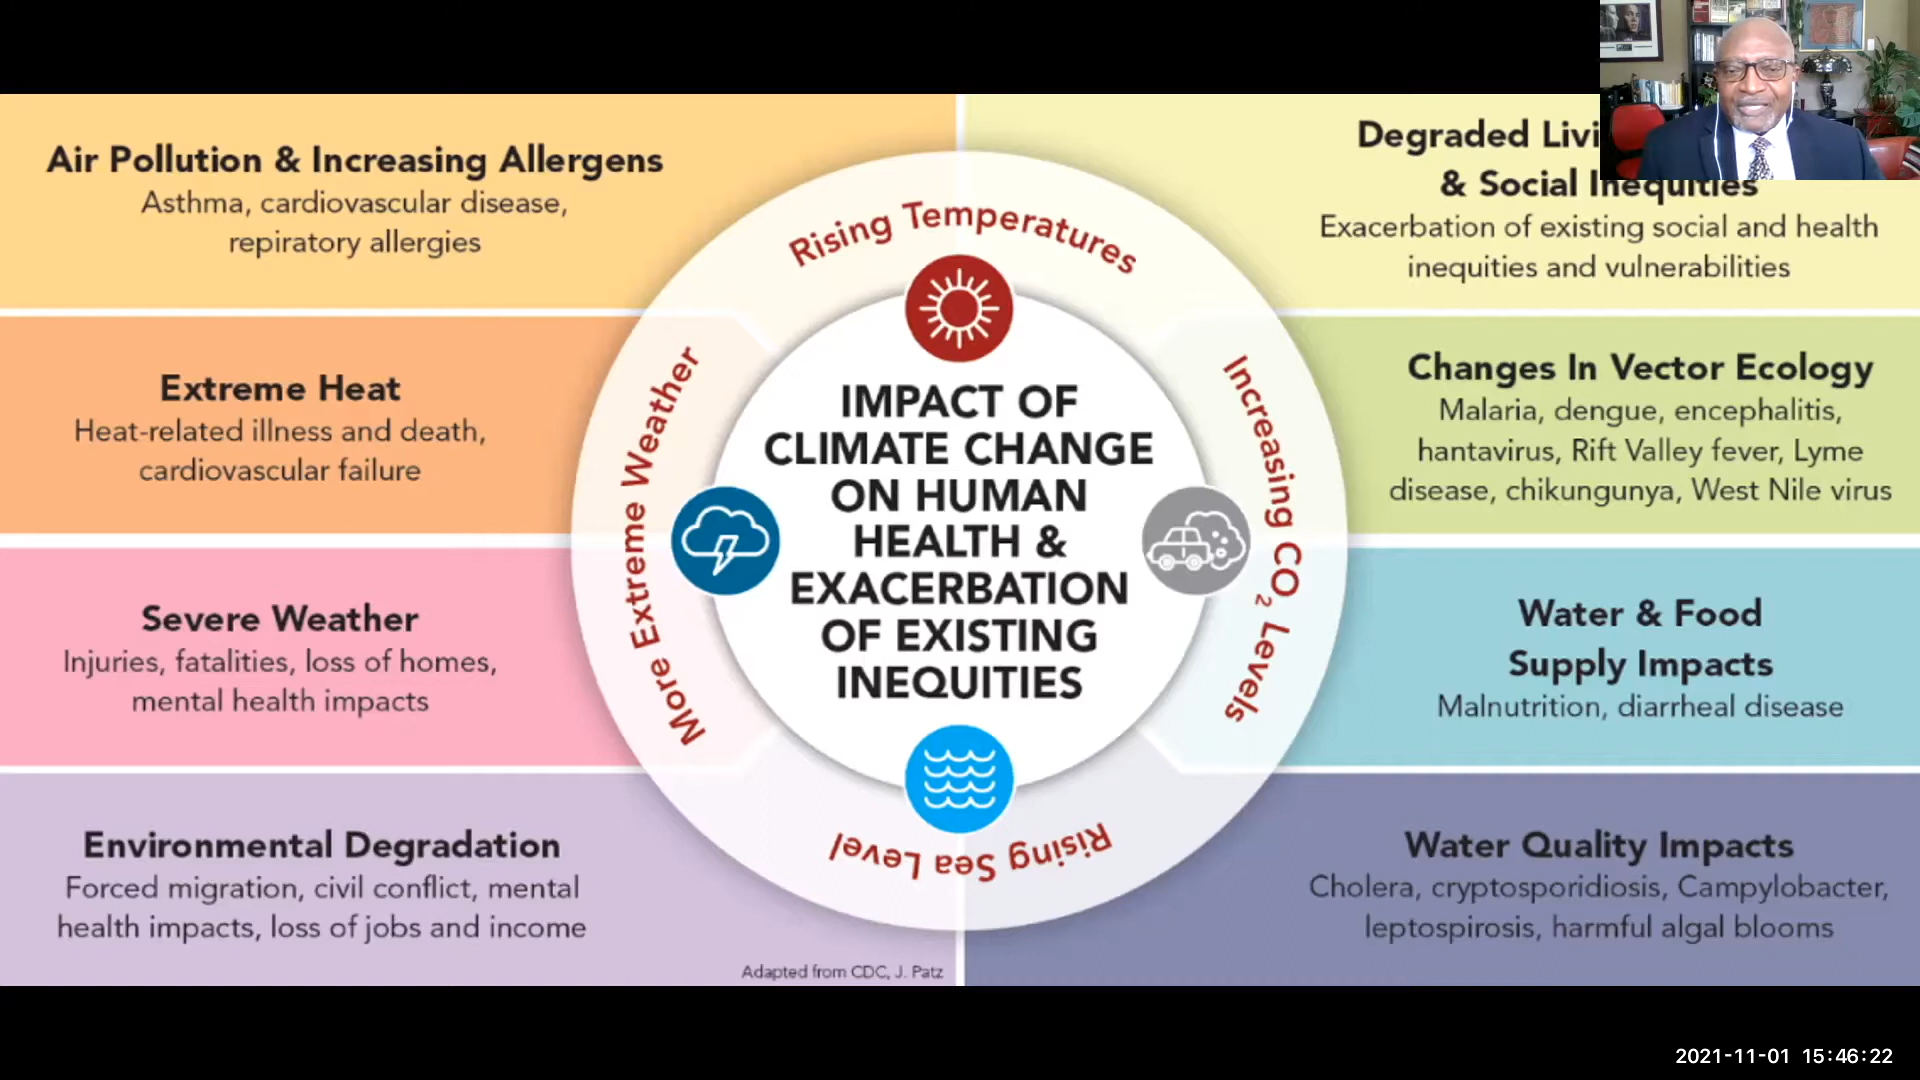 Air Pollution & Increasing Allergens
Asthma, cardiovascular disease,
repiratory allergies
Extreme Heat
Heat-related illness and death,
cardiovascular failure
Severe Weather
Injuries, fatalities, loss of homes,
mental health impacts
Environmental Degradation
Forced migration, civil conflict, mental
health impacts, loss of jobs and income
Adapted from CDC, J. Patz
Rising Temperatures
More Extreme Weather
IMPACT OF
CLIMATE CHANGE
ON HUMAN
HEALTH &
EXACERBATION
OF EXISTING
INEQUITIES
Increasing CO₂ Levels
Rising Sea Level
Degraded
& Social Inequities
Exacerbation of existing social and health
inequities and vulnerabilities
Changes In Vector Ecology
Malaria, dengue, encephalitis,
hantavirus, Rift Valley fever, Lyme
disease, chikungunya, West Nile virus
Water & Food
Supply Impacts
Malnutrition, diarrheal disease
Water Quality Impacts
Cholera, cryptosporidiosis, Campylobacter,
leptospirosis, harmful algal blooms
2021-11-01 15:46:22